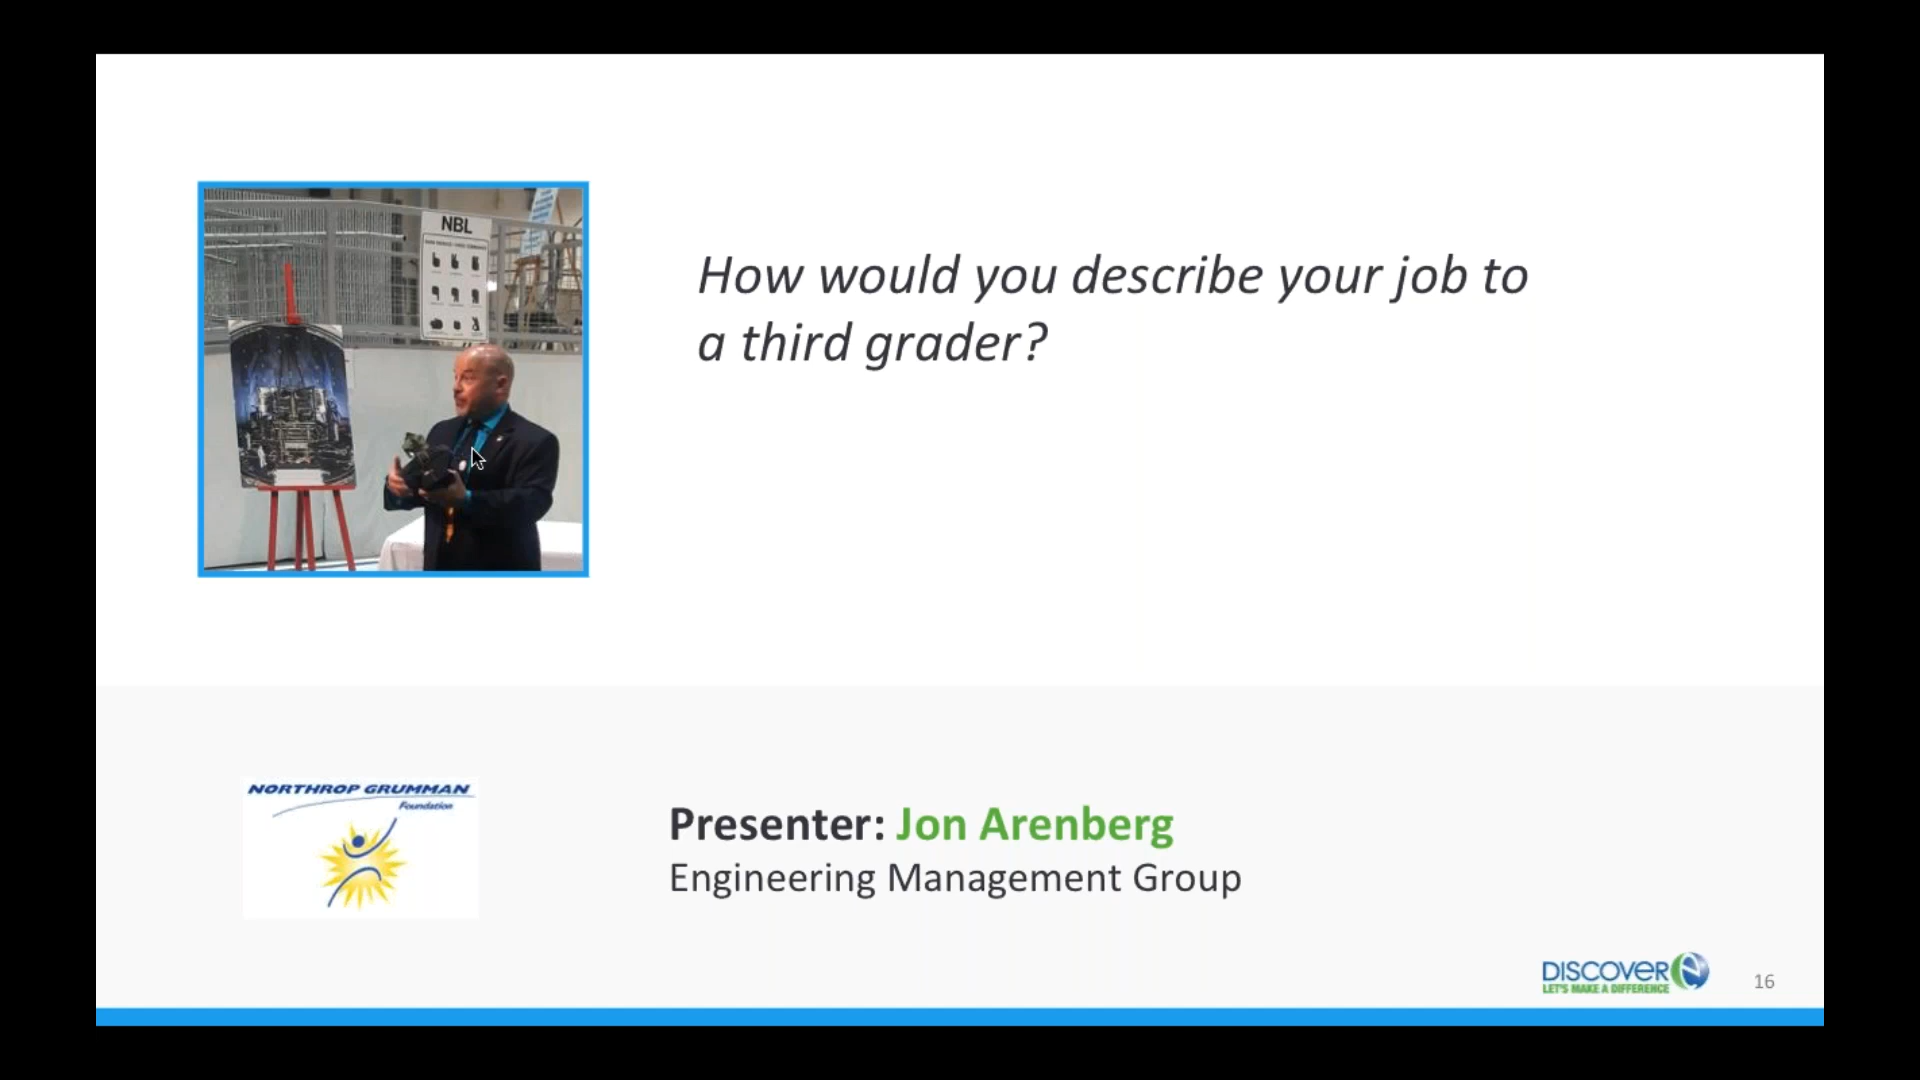 NBL
How would you describe your job to
a third grader?
NORTHROP GRUMMAN
Foundation
Presenter: Jon Arenberg
Engineering Management Group
DISCOVER
LET'S MAKE A DIFFERENCE
16